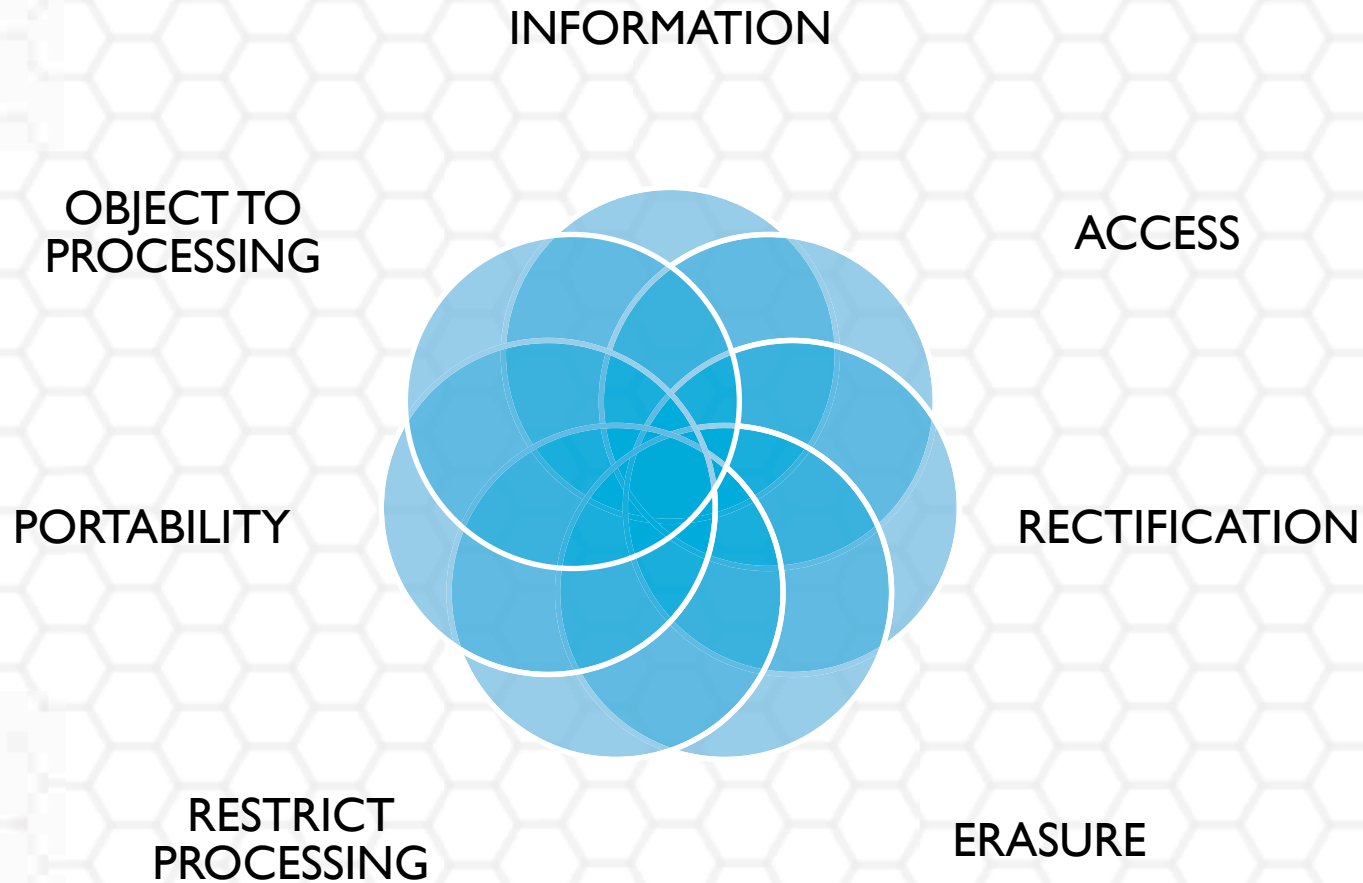 INFORMATION
OBJECT TO
PROCESSING
ACCESS
PORTABILITY
RECTIFICATION
RESTRICT
PROCESSING
ERASURE